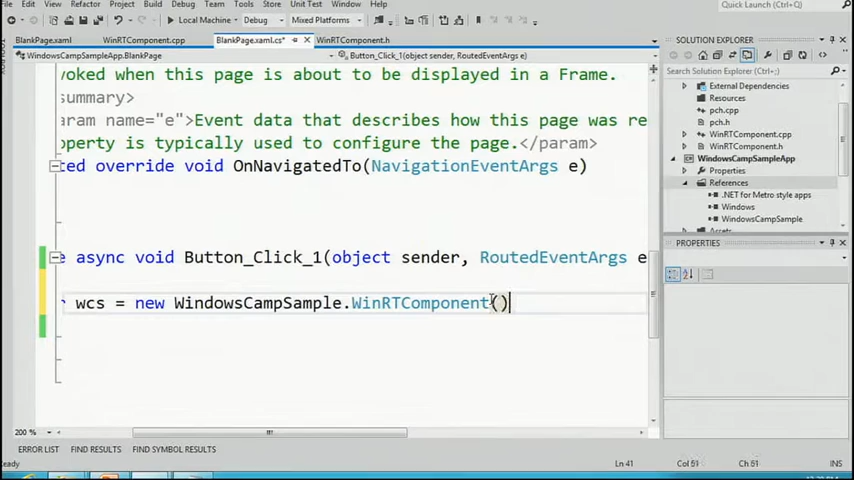 File Edit View Refactor Project Build Debug Team Tools Store Unit Test Window Help
Quick Launch (Ctrl+Q)
Local Machine Debug Mixed Platforms
BlankPage.xaml WinRTComponent.cpp BlankPage.xaml.cs* WinRTComponent.h
WindowsCampSampleApp.BlankPage Button_Click_1(object sender, RoutedEventArgs e)
voked when this page is about to be displayed in a Frame.
summary>
aram name="e">Event data that describes how this page was re
operty is typically used to configure the page.</param>
ted override void OnNavigatedTo(NavigationEventArgs e)
e async void Button_Click_1(object sender, RoutedEventArgs e
r wcs = new WindowsCampSample.WinRTComponent()
200 %
SOLUTION EXPLORER
Search Solution Explorer (Ctrl+;)
External Dependencies
Resources
pch.cpp
pch.h
WinRTComponent.cpp
WinRTComponent.h
WindowsCampSampleApp
Properties
References
.NET for Metro style apps
Windows
WindowsCampSample
Assets
PROPERTIES
ERROR LIST FIND SYMBOL RESULTS
Ready Ln 41 Col 61 Ch 61 INS